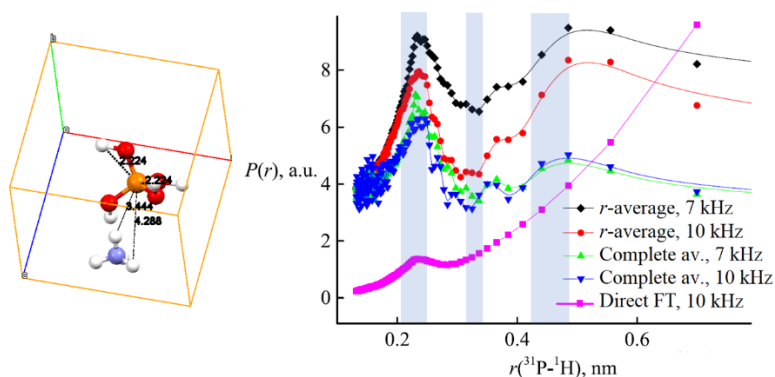 2.224
2.224
3.444
4.288
P(r), a.u.
8
6
4
2
0
r-average, 7 kHz
r-average, 10 kHz
Complete av., 7 kHz
Complete av., 10 kHz
Direct FT, 10 kHz
0.2 0.4 0.6
r(³¹P-¹H), nm